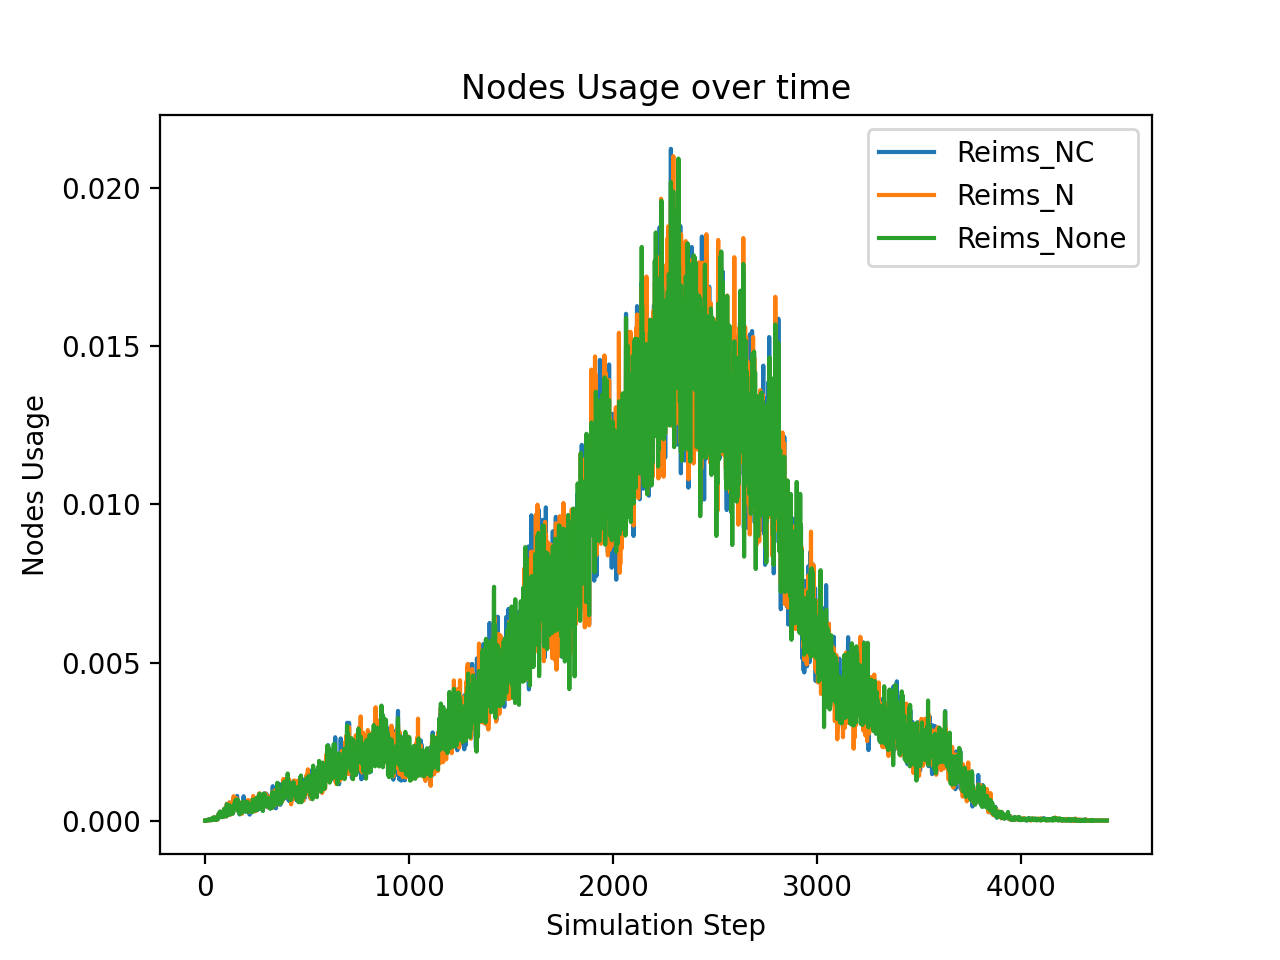 Nodes Usage over time
Reims_NC
Reims_N
Reims_None
0.020
0.015
0.010
0.005
0.000
Nodes Usage
0 1000 2000 3000 4000
Simulation Step